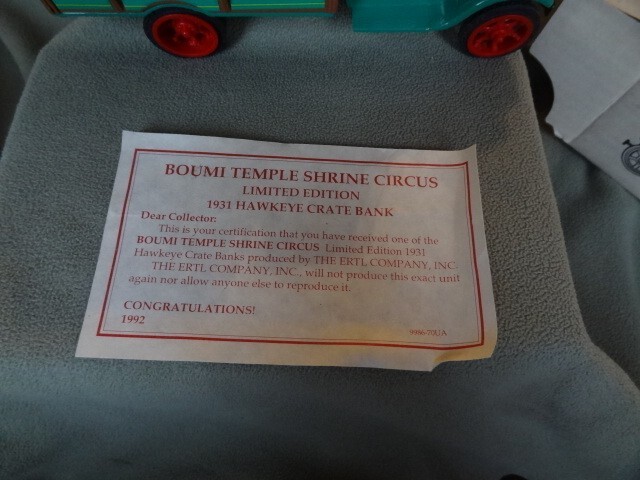 BOUMI TEMPLE SHRINE CIRCUS
LIMITED EDITION
1931 HAWKEYE CRATE BANK
Dear Collector:
This is your certification that you have received one of the
BOUMI TEMPLE SHRINE CIRCUS Limited Edition 1931
Hawkeye Crate Banks produced by THE ERTL COMPANY, INC.
THE ERTL COMPANY, INC., will not produce this exact unit
again nor allow anyone else to reproduce it.
CONGRATULATIONS!
1992
9986-70UA